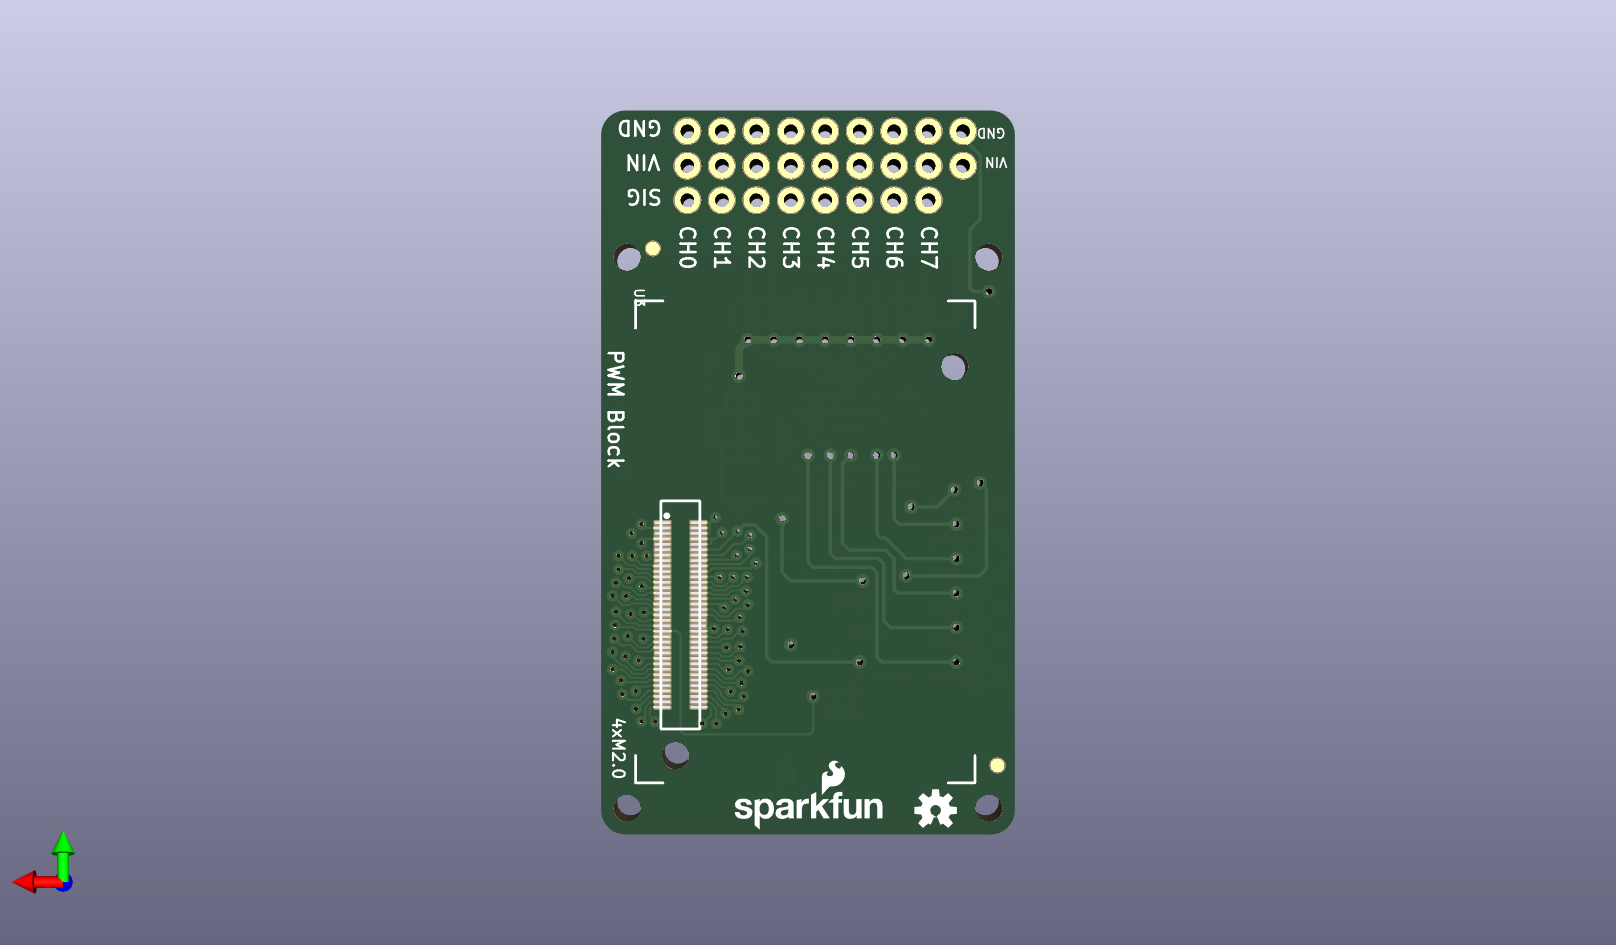 GND
GND
VIN
VIN
SIG
CH0 CH1 CH2 CH3 CH4 CH5 CH6 CH7
PWM Block
4xM2.0
sparkfun